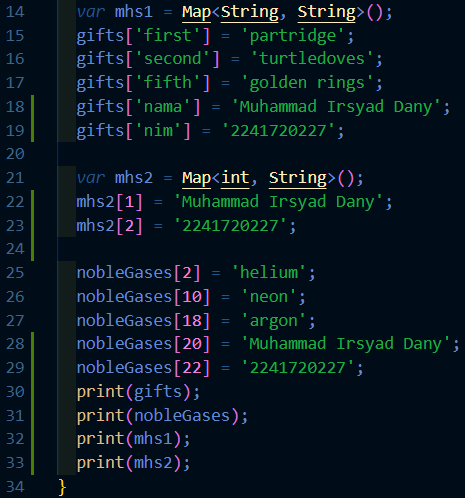 14 var mhs1 = Map<String, String>();
15 gifts['first'] = 'partridge';
16 gifts['second'] = 'turtledoves';
17 gifts['fifth'] = 'golden rings';
18 gifts['nama'] = 'Muhammad Irsyad Dany';
19 gifts['nim'] = '2241720227';
20
21 var mhs2 = Map<int, String>();
22 mhs2[1] = 'Muhammad Irsyad Dany';
23 mhs2[2] = '2241720227';
24
25 nobleGases[2] = 'helium';
26 nobleGases[10] = 'neon';
27 nobleGases[18] = 'argon';
28 nobleGases[20] = 'Muhammad Irsyad Dany';
29 nobleGases[22] = '2241720227';
30 print(gifts);
31 print(nobleGases);
32 print(mhs1);
33 print(mhs2);
34 }